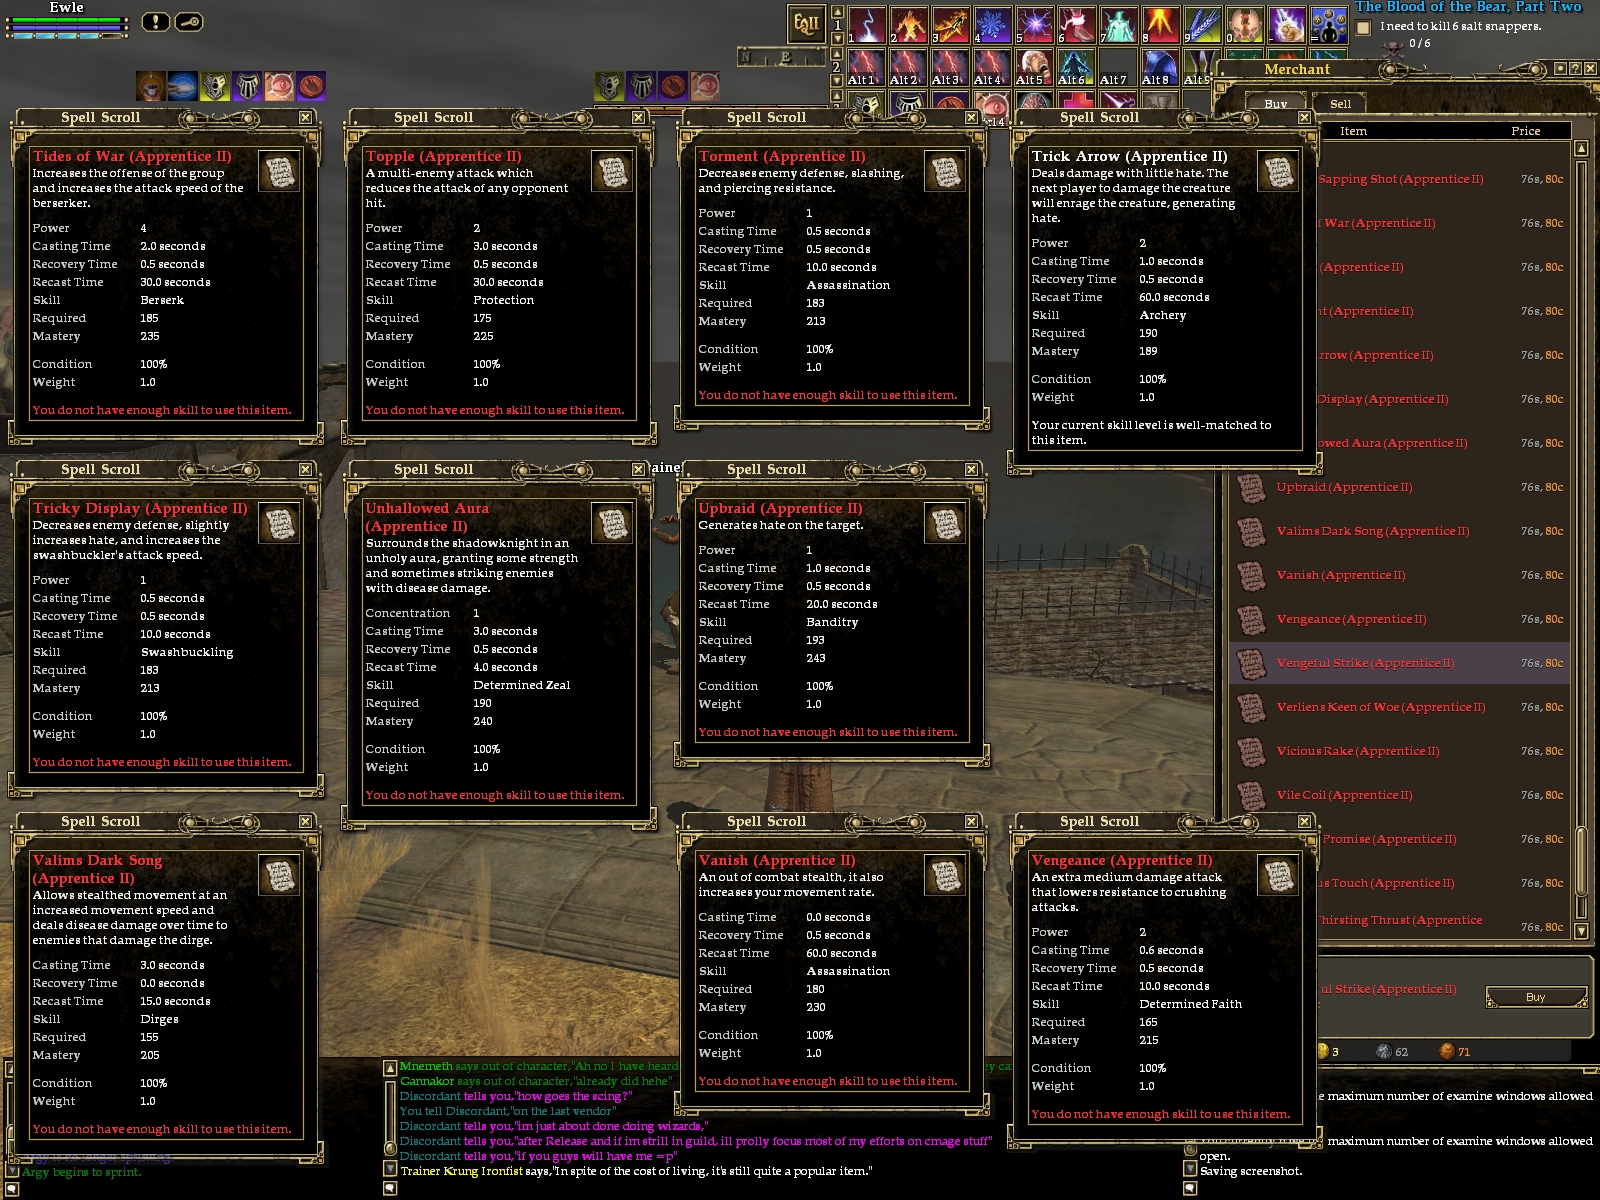 Ewle
EQII
The Blood of the Bear, Part Two
I need to kill 6 salt snappers.
0/6
N E
1 2 3 4 5 6 7 8 9 0 - =
Alt1 Alt2 Alt3 Alt4 Alt5 Alt6 Alt7 Alt8 Alt9
1
2
Merchant
Buy Sell
Item Price
Spell Scroll
Tides of War (Apprentice II)
Increases the offense of the group
and increases the attack speed of the
berserker.
Power 4
Casting Time 2.0 seconds
Recovery Time 0.5 seconds
Recast Time 30.0 seconds
Skill Berserk
Required 185
Mastery 235
Condition 100%
Weight 1.0
You do not have enough skill to use this item.
Spell Scroll
Topple (Apprentice II)
A multi-enemy attack which
reduces the attack of any opponent
hit.
Power 2
Casting Time 3.0 seconds
Recovery Time 0.5 seconds
Recast Time 30.0 seconds
Skill Protection
Required 175
Mastery 225
Condition 100%
Weight 1.0
You do not have enough skill to use this item.
Spell Scroll
Torment (Apprentice II)
Decreases enemy defense, slashing,
and piercing resistance.
Power 1
Casting Time 0.5 seconds
Recovery Time 0.5 seconds
Recast Time 10.0 seconds
Skill Assassination
Required 183
Mastery 213
Condition 100%
Weight 1.0
You do not have enough skill to use this item.
Spell Scroll
Trick Arrow (Apprentice II)
Deals damage with little hate. The
next player to damage the creature
will enrage the creature, generating
hate.
Power 2
Casting Time 1.0 seconds
Recovery Time 0.5 seconds
Recast Time 60.0 seconds
Skill Archery
Required 190
Mastery 189
Condition 100%
Weight 1.0
Your current skill level is well-matched to
this item.
Spell Scroll
Tricky Display (Apprentice II)
Decreases enemy defense, slightly
increases hate, and increases the
swashbuckler's attack speed.
Power 1
Casting Time 0.5 seconds
Recovery Time 0.5 seconds
Recast Time 10.0 seconds
Skill Swashbuckling
Required 183
Mastery 213
Condition 100%
Weight 1.0
You do not have enough skill to use this item.
Spell Scroll
Unhallowed Aura
(Apprentice II)
Surrounds the shadowknight in an
unholy aura, granting some strength
and sometimes striking enemies
with disease damage.
Concentration 1
Casting Time 3.0 seconds
Recovery Time 0.5 seconds
Recast Time 4.0 seconds
Skill Determined Zeal
Required 190
Mastery 240
Condition 100%
Weight 1.0
You do not have enough skill to use this item.
Spell Scroll
Upbraid (Apprentice II)
Generates hate on the target.
Power 1
Casting Time 1.0 seconds
Recovery Time 0.5 seconds
Recast Time 20.0 seconds
Skill Banditry
Required 193
Mastery 243
Condition 100%
Weight 1.0
You do not have enough skill to use this item.
Spell Scroll
Valims Dark Song
(Apprentice II)
Allows stealthed movement at an
increased movement speed and
deals disease damage over time to
enemies that damage the dirge.
Casting Time 3.0 seconds
Recovery Time 0.0 seconds
Recast Time 15.0 seconds
Skill Dirges
Required 155
Mastery 205
Condition 100%
Weight 1.0
You do not have enough skill to use this item.
Spell Scroll
Vanish (Apprentice II)
An out of combat stealth, it also
increases your movement rate.
Casting Time 0.0 seconds
Recovery Time 0.5 seconds
Recast Time 60.0 seconds
Skill Assassination
Required 180
Mastery 230
Condition 100%
Weight 1.0
You do not have enough skill to use this item.
Spell Scroll
Vengeance (Apprentice II)
An extra medium damage attack
that lowers resistance to crushing
attacks.
Power 2
Casting Time 0.6 seconds
Recovery Time 0.5 seconds
Recast Time 10.0 seconds
Skill Determined Faith
Required 165
Mastery 215
Condition 100%
Weight 1.0
You do not have enough skill to use this item.
Sapping Shot (Apprentice II) 76s, 80c
f War (Apprentice II) 76s, 80c
(Apprentice II) 76s, 80c
nt (Apprentice II) 76s, 80c
rrow (Apprentice II) 76s, 80c
Display (Apprentice II) 76s, 80c
owed Aura (Apprentice II) 76s, 80c
Upbraid (Apprentice II) 76s, 80c
Valims Dark Song (Apprentice II) 76s, 80c
Vanish (Apprentice II) 76s, 80c
Vengeance (Apprentice II) 76s, 80c
Vengeful Strike (Apprentice II) 76s, 80c
Verliens Keen of Woe (Apprentice II) 76s, 80c
Vicious Rake (Apprentice II) 76s, 80c
Vile Coil (Apprentice II) 76s, 80c
Promise (Apprentice II) 76s, 80c
us Touch (Apprentice II) 76s, 80c
Thirsting Thrust (Apprentice 76s, 80c
ul Strike (Apprentice II)
Buy
3 62 71
Mnemeth says out of character,"Ah no I have heard
Gannakor says out of character,"already did hehe"
Discordant tells you,"how goes the scing?"
You tell Discordant,"on the last vendor"
Discordant tells you,"im just about done doing wizards,"
Discordant tells you,"after Release and if im strill in guild, ill prolly focus most of my efforts on cmage stuff"
Discordant tells you,"if you guys will have me =p"
Trainer Krung Ironfist says,"In spite of the cost of living, it's still quite a popular item."
Argy begins to sprint.
e maximum number of examine windows allowed
maximum number of examine windows allowed
open.
Saving screenshot.